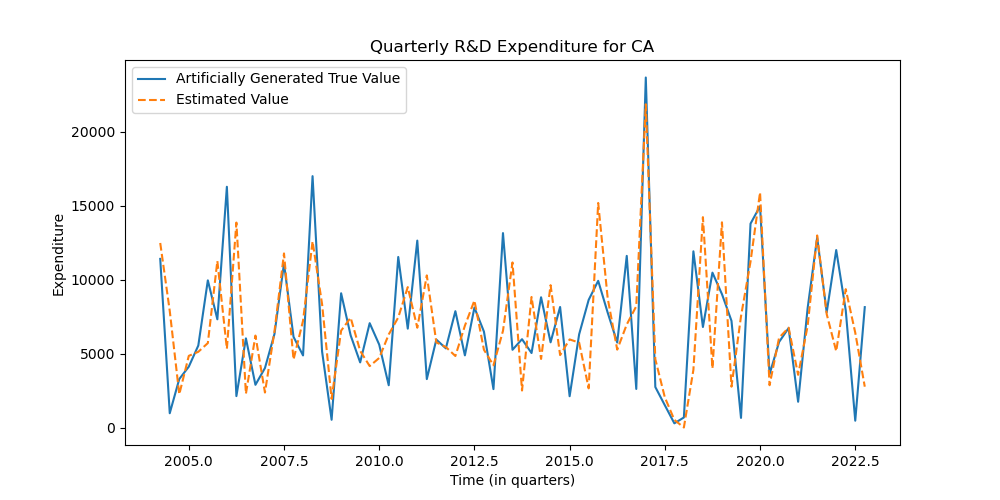 Quarterly R&D Expenditure for CA
Artificially Generated True Value
Estimated Value
20000
15000
10000
5000
0
Expenditure
2005.0 2007.5 2010.0 2012.5 2015.0 2017.5 2020.0 2022.5
Time (in quarters)